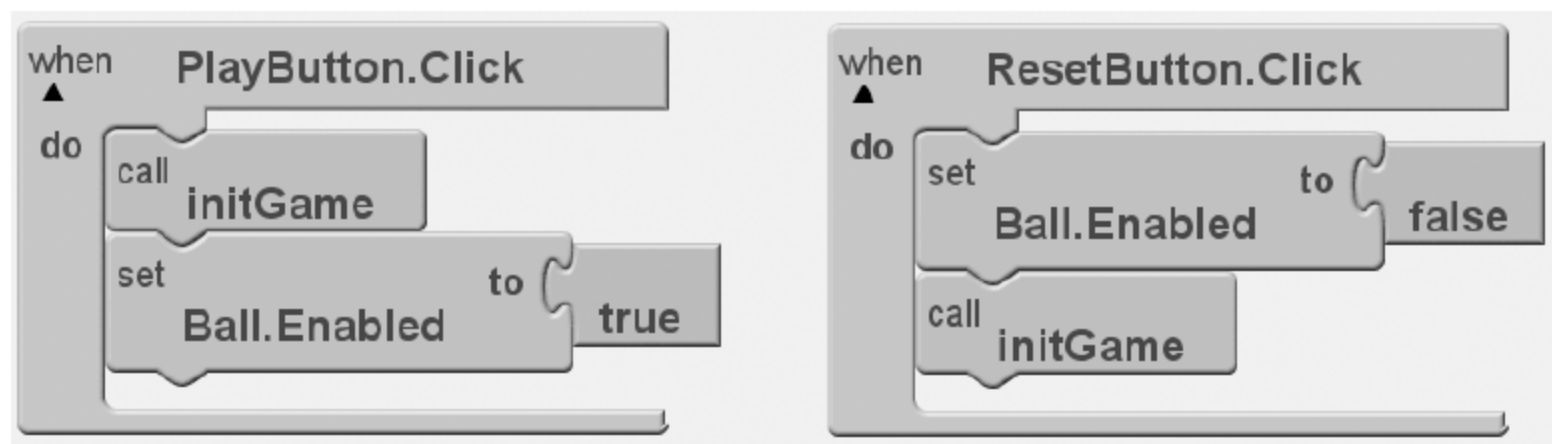 when PlayButton.Click
do
call
initGame
set to
Ball.Enabled true
when ResetButton.Click
do
set to
Ball.Enabled false
call
initGame